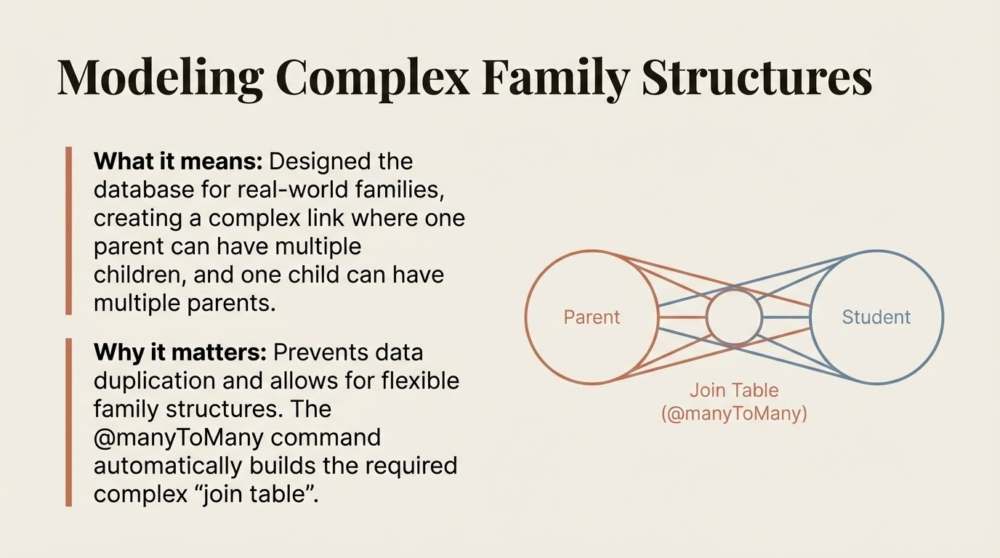 Modeling Complex Family Structures
What it means: Designed the
database for real-world families,
creating a complex link where one
parent can have multiple
children, and one child can have
multiple parents.
Why it matters: Prevents data
duplication and allows for flexible
family structures. The
@manyToMany command
automatically builds the required
complex “join table”.
Parent
Student
Join Table
(@manyToMany)